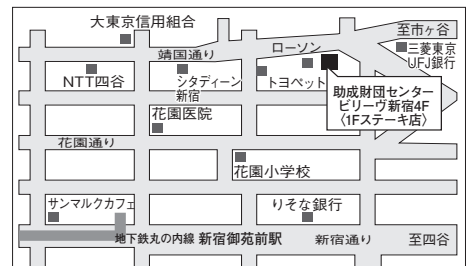 大東京信用組合
至市ヶ谷
靖国通り
ローソン
三菱東京
UFJ銀行
NTT四谷
シタディーン
新宿
トヨペット
助成財団センター
ビリーヴ新宿4F
〈1Fステーキ店〉
花園医院
花園通り
花園小学校
サンマルクカフェ
りそな銀行
地下鉄丸の内線 新宿御苑前駅
新宿通り
至四谷